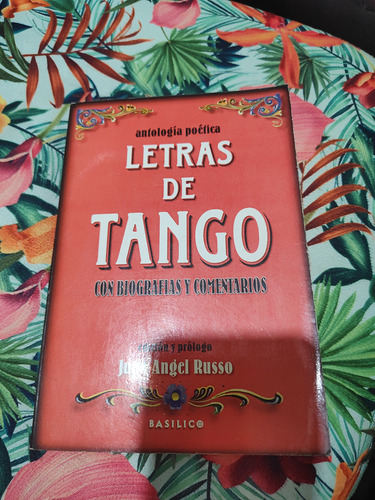 antología poética
LETRAS
DE
TANGO
CON BIOGRAFIAS Y COMENTARIOS
y prólogo
Angel Russo
BASILICO